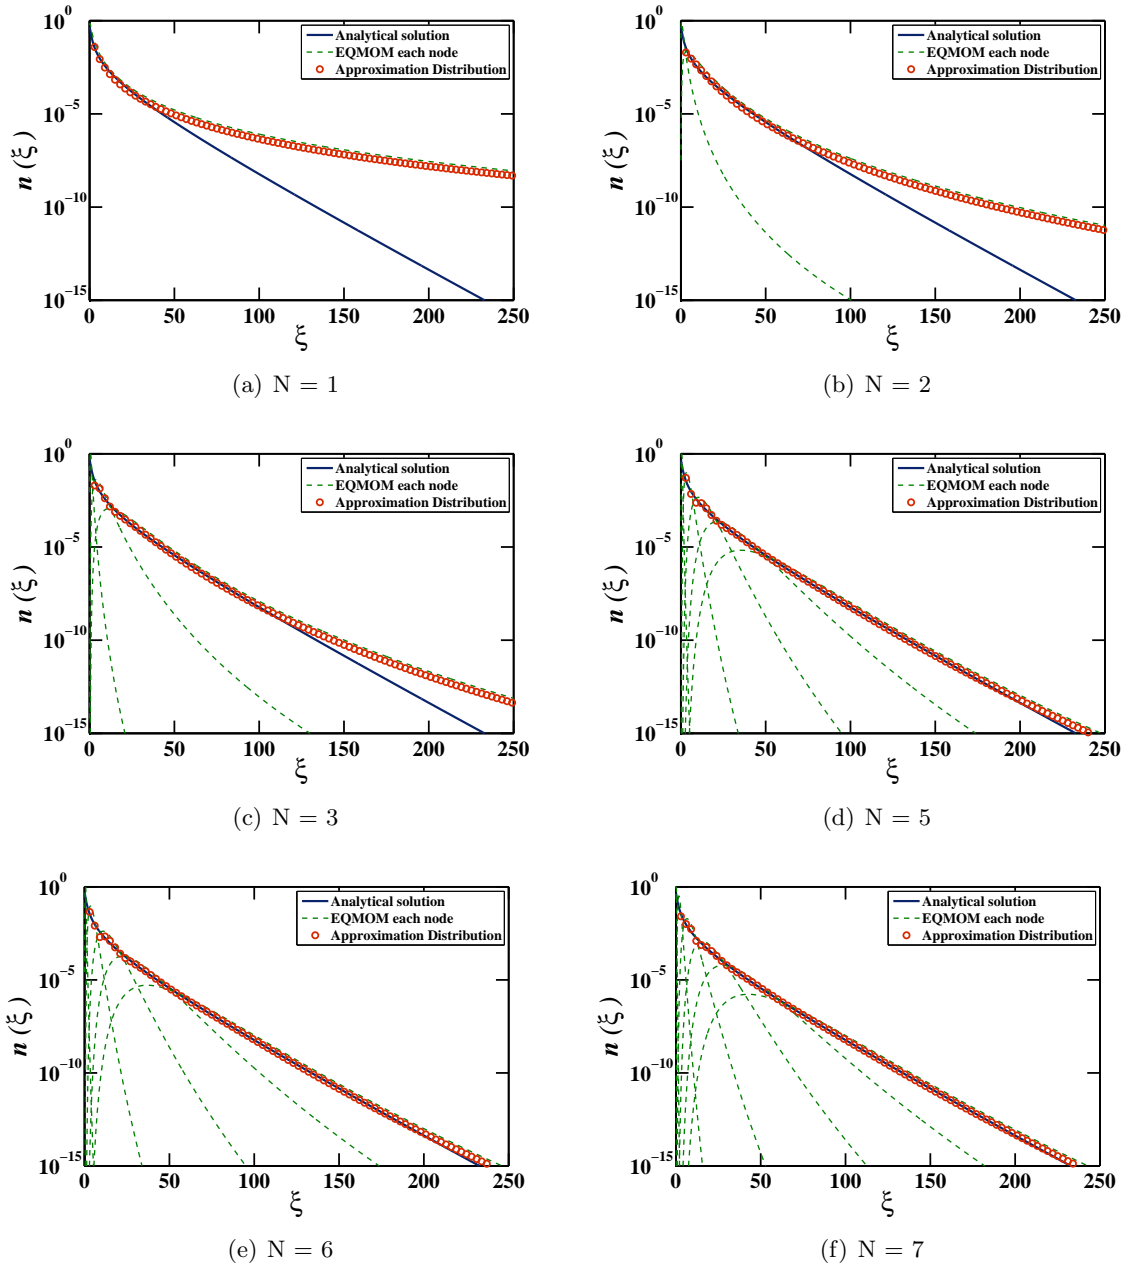 10^0
10^-5
10^-10
10^-15
n (ξ)
0 50 100 150 200 250
ξ
Analytical solution
EQMOM each node
Approximation Distribution
(a) N = 1
10^0
10^-5
10^-10
10^-15
n (ξ)
0 50 100 150 200 250
ξ
Analytical solution
EQMOM each node
Approximation Distribution
(b) N = 2
10^0
10^-5
10^-10
10^-15
n (ξ)
0 50 100 150 200 250
ξ
Analytical solution
EQMOM each node
Approximation Distribution
(c) N = 3
10^0
10^-5
10^-10
10^-15
n (ξ)
0 50 100 150 200 250
ξ
Analytical solution
EQMOM each node
Approximation Distribution
(d) N = 5
10^0
10^-5
10^-10
10^-15
n (ξ)
0 50 100 150 200 250
ξ
Analytical solution
EQMOM each node
Approximation Distribution
(e) N = 6
10^0
10^-5
10^-10
10^-15
n (ξ)
0 50 100 150 200 250
ξ
Analytical solution
EQMOM each node
Approximation Distribution
(f) N = 7